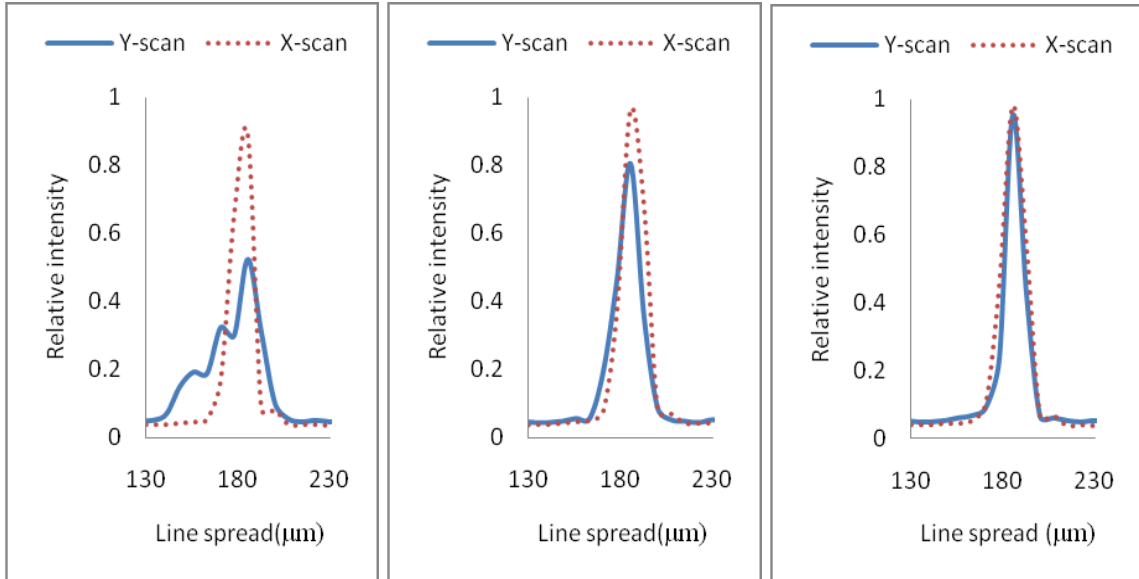 Y-scan X-scan
1
0.8
0.6
0.4
0.2
0
Relative intensity
130 180 230
Line spread(μm)
Y-scan X-scan
1
0.8
0.6
0.4
0.2
0
Relative intensity
130 180 230
Line spread(μm)
Y-scan X-scan
1
0.8
0.6
0.4
0.2
0
Relative intensity
130 180 230
Line spread (μm)